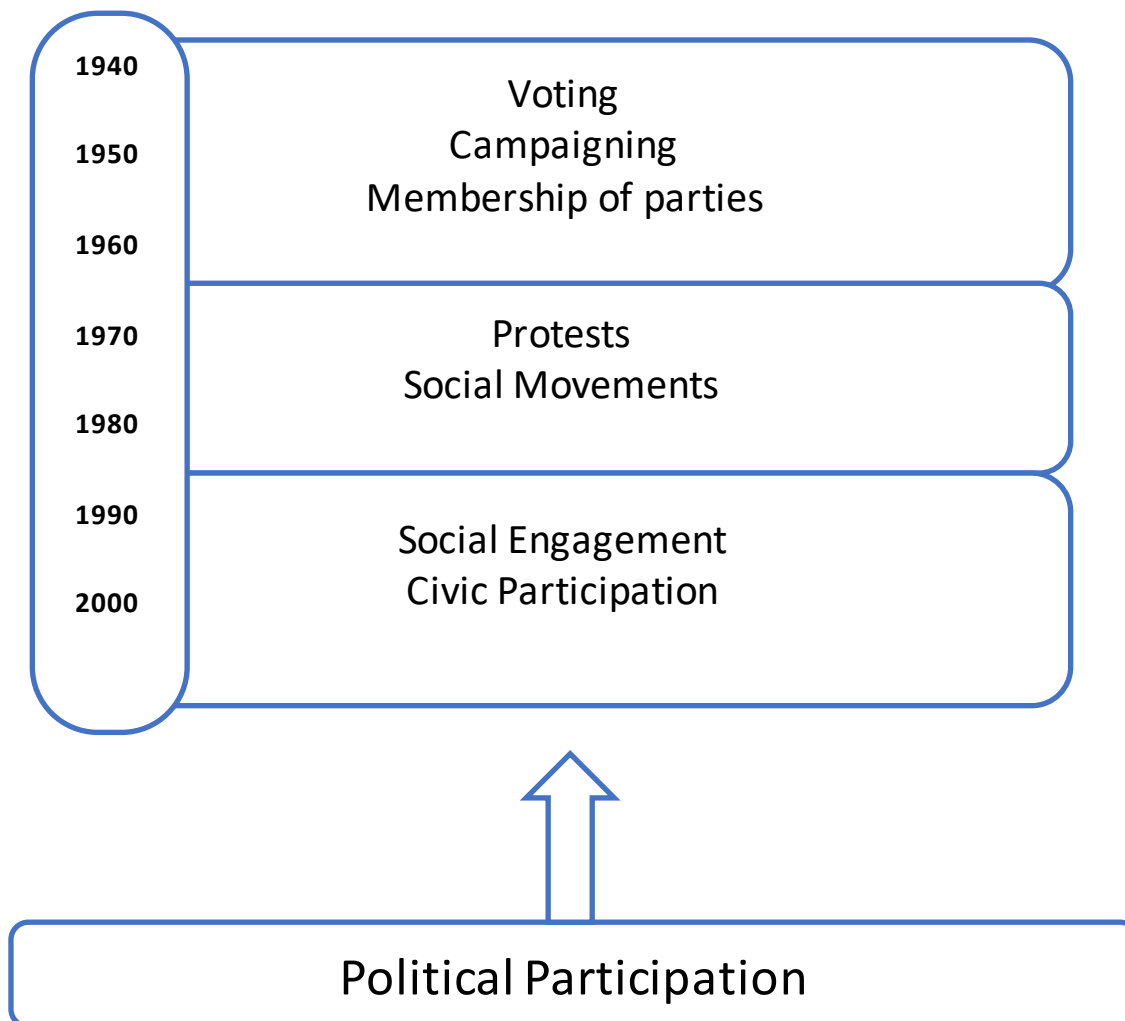 1940
1950
1960
1970
1980
1990
2000
Voting
Campaigning
Membership of parties
Protests
Social Movements
Social Engagement
Civic Participation
Political Participation